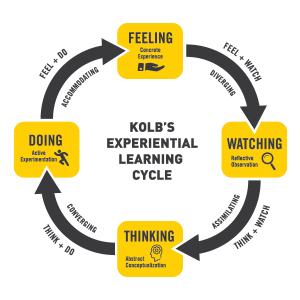 FEELING
Concrete
Experience
FEEL + DO
ACCOMMODATING
FEEL + WATCH
DIVERGING
KOLB'S
EXPERIENTIAL
LEARNING
CYCLE
DOING
Active
Experimentation
WATCHING
Reflective
Observation
CONVERGING
THINK + DO
ASSIMILATING
THINK + WATCH
THINKING
Abstract
Conceptualization